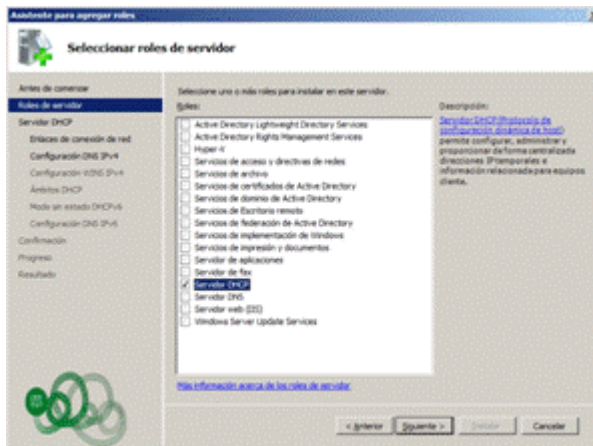 Asistente para agregar roles
Seleccionar roles de servidor
Antes de comenzar
Roles de servidor
Servidor DHCP
Enlaces de conexión de red
Configuración DNS IPv4
Configuración WINS IPv4
Ámbitos DHCP
Modo sin estado DHCPv6
Configuración DNS IPv6
Confirmación
Progreso
Resultado
Seleccione uno o más roles para instalar en este servidor.
Roles:
Active Directory Lightweight Directory Services
Active Directory Rights Management Services
Hyper-V
Servicios de acceso y directivas de redes
Servicios de archivo
Servicios de certificados de Active Directory
Servicios de dominio de Active Directory
Servicios de Escritorio remoto
Servicios de federación de Active Directory
Servicios de implementación de Windows
Servicios de impresión y documentos
Servidor de aplicaciones
Servidor de fax
Servidor DHCP
Servidor DNS
Servidor web (IIS)
Windows Server Update Services
Más información acerca de los roles de servidor
Descripción:
Servidor DHCP (Protocolo de
configuración dinámica de host)
permite configurar, administrar y
proporcionar de forma centralizada
direcciones IP temporales e
información relacionada para equipos
cliente.
< Anterior
Siguiente >
Instalar
Cancelar